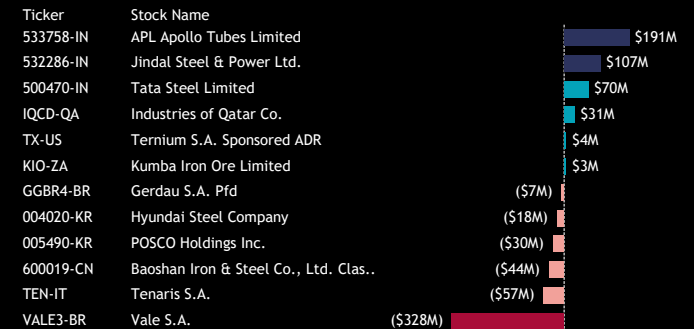 Ticker Stock Name
533758-IN APL Apollo Tubes Limited $191M
532286-IN Jindal Steel & Power Ltd. $107M
500470-IN Tata Steel Limited $70M
IQCD-QA Industries of Qatar Co. $31M
TX-US Ternium S.A. Sponsored ADR $4M
KIO-ZA Kumba Iron Ore Limited $3M
GGBR4-BR Gerdau S.A. Pfd ($7M)
004020-KR Hyundai Steel Company ($18M)
005490-KR POSCO Holdings Inc. ($30M)
600019-CN Baoshan Iron & Steel Co., Ltd. Clas.. ($44M)
TEN-IT Tenaris S.A. ($57M)
VALE3-BR Vale S.A. ($328M)